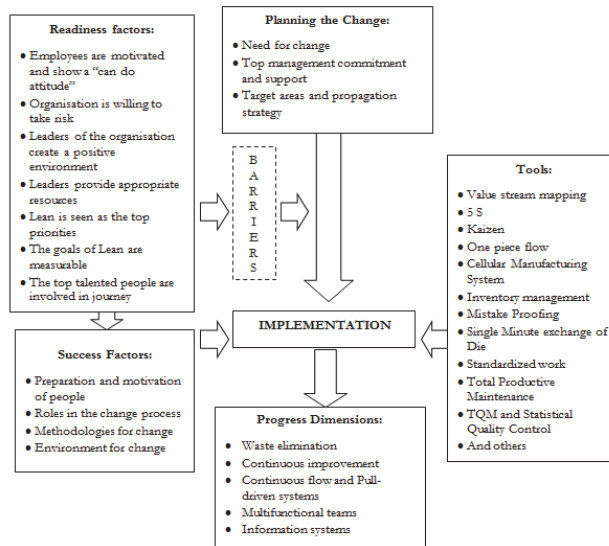 Readiness factors:
● Employees are motivated
and show a “can do
attitude”
● Organisation is willing to
take risk
● Leaders of the organisation
create a positive
environment
● Leaders provide appropriate
resources
● Lean is seen as the top
priorities
● The goals of Lean are
measurable
● The top talented people are
involved in journey
Planning the Change:
● Need for change
● Top management commitment
and support
● Target areas and propagation
strategy
B
A
R
R
I
E
R
S
Tools:
● Value stream mapping
● 5 S
● Kaizen
● One piece flow
● Cellular Manufacturing
System
● Inventory management
● Mistake Proofing
● Single Minute exchange of
Die
● Standardized work
● Total Productive
Maintenance
● TQM and Statistical
Quality Control
● And others
IMPLEMENTATION
Success Factors:
● Preparation and motivation
of people
● Roles in the change process
● Methodologies for change
● Environment for change
Progress Dimensions:
● Waste elimination
● Continuous improvement
● Continuous flow and Pull-
driven systems
● Multifunctional teams
● Information systems